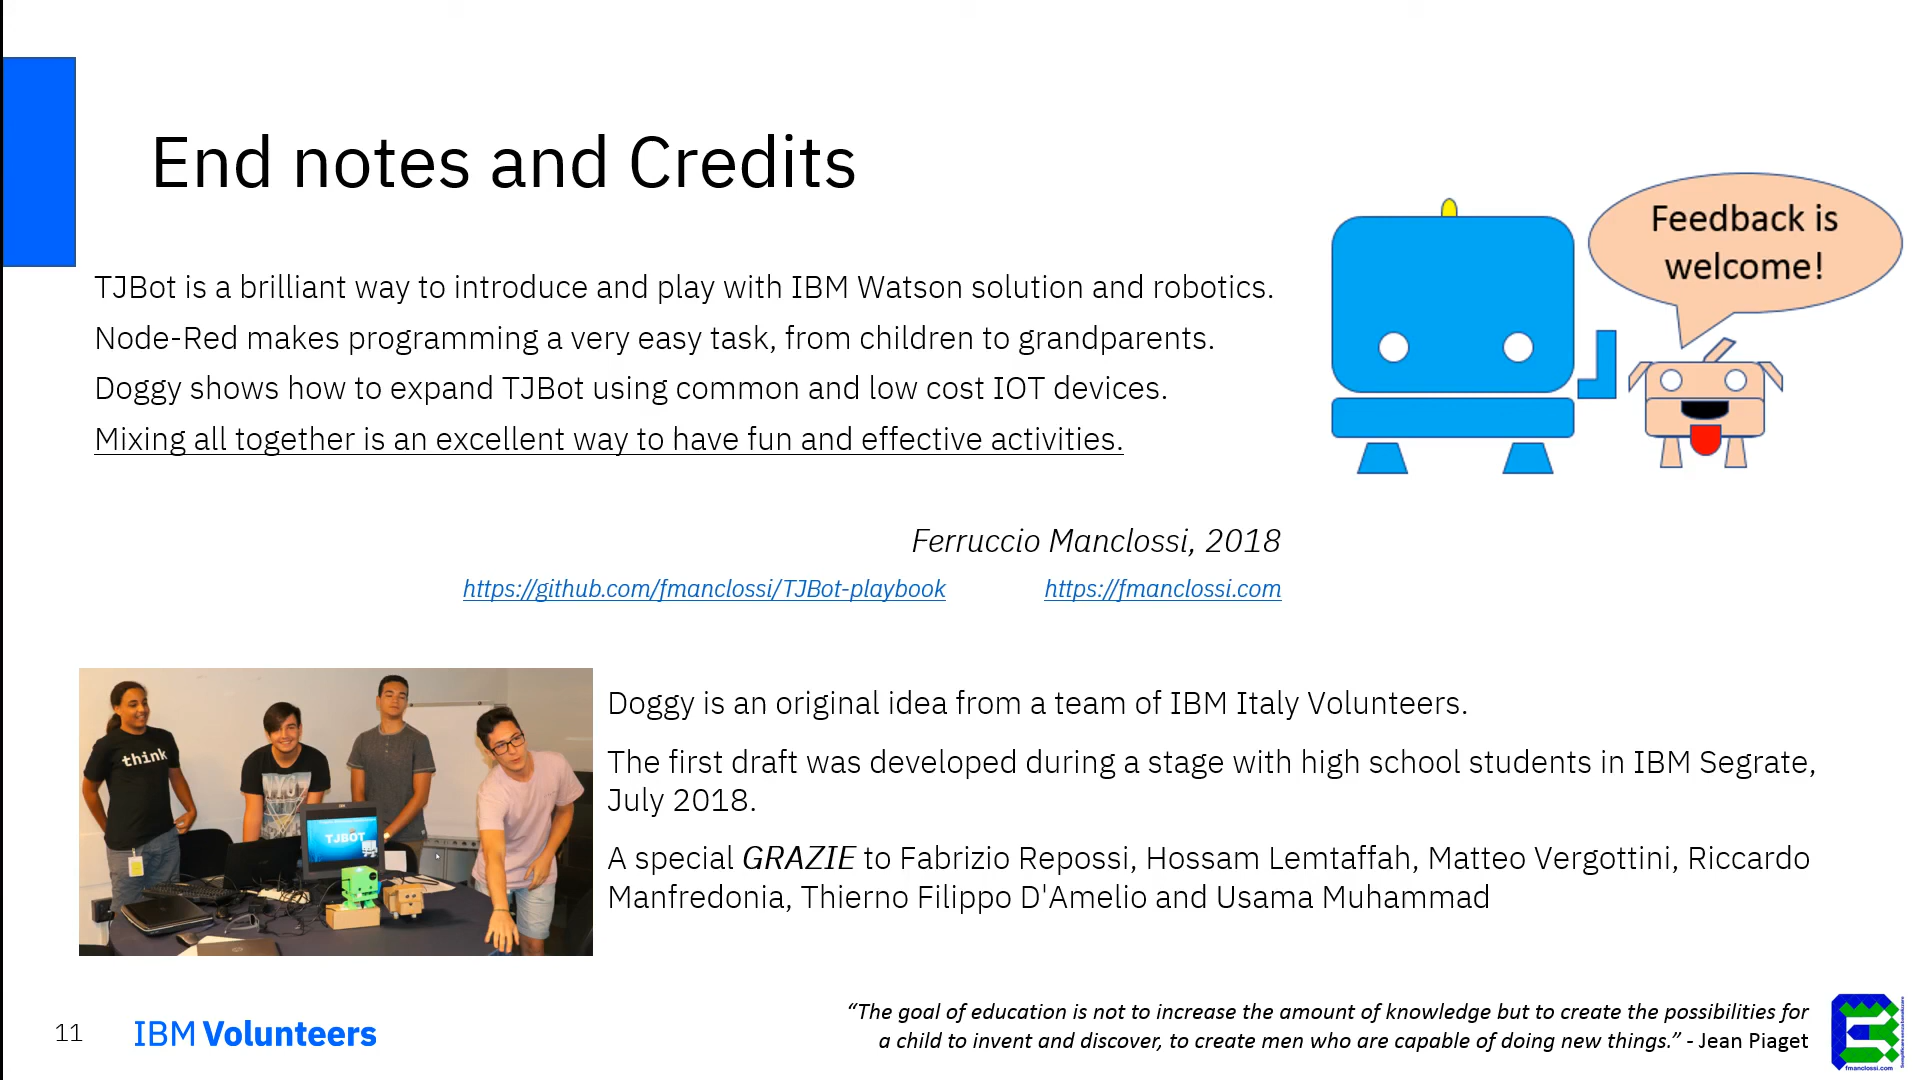 End notes and Credits
Feedback is
welcome!
TJBot is a brilliant way to introduce and play with IBM Watson solution and robotics.
Node-Red makes programming a very easy task, from children to grandparents.
Doggy shows how to expand TJBot using common and low cost IOT devices.
Mixing all together is an excellent way to have fun and effective activities.
Ferruccio Manclossi, 2018
https://github.com/fmanclossi/TJBot-playbook https://fmanclossi.com
think
TJBOT
Doggy is an original idea from a team of IBM Italy Volunteers.
The first draft was developed during a stage with high school students in IBM Segrate,
July 2018.
A special GRAZIE to Fabrizio Repossi, Hossam Lemtaffah, Matteo Vergottini, Riccardo
Manfredonia, Thierno Filippo D'Amelio and Usama Muhammad
“The goal of education is not to increase the amount of knowledge but to create the possibilities for
a child to invent and discover, to create men who are capable of doing new things.” - Jean Piaget
11 IBM Volunteers
fmanclossi.com